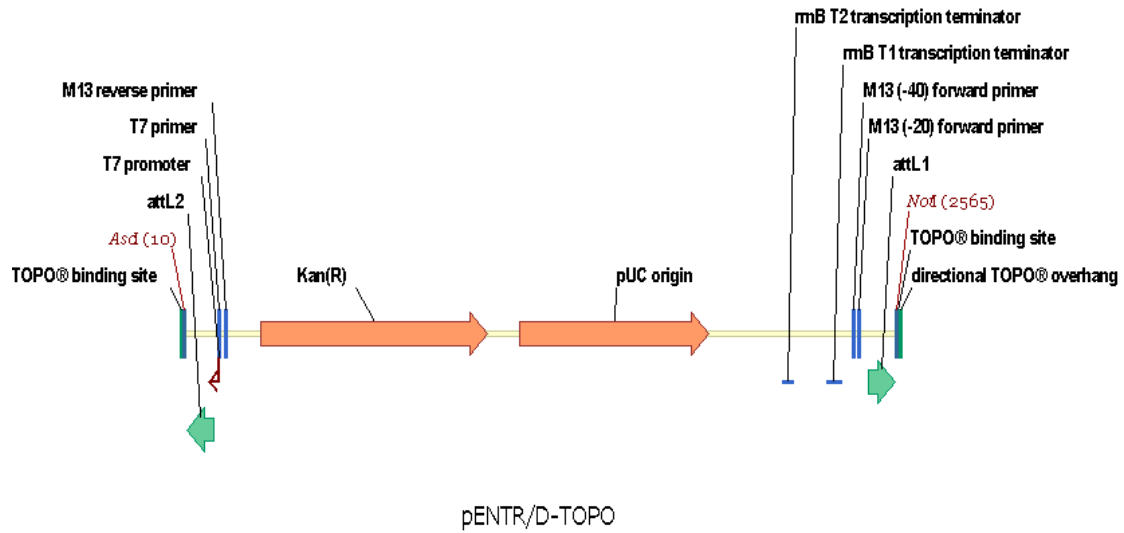 rrnB T2 transcription terminator
rrnB T1 transcription terminator
M13 reverse primer
M13 (-40) forward primer
T7 primer
M13 (-20) forward primer
T7 promoter
attL1
attL2
NotI (2565)
AscI (10)
TOPO® binding site
TOPO® binding site
Kan(R)
pUC origin
directional TOPO® overhang
pENTR/D-TOPO